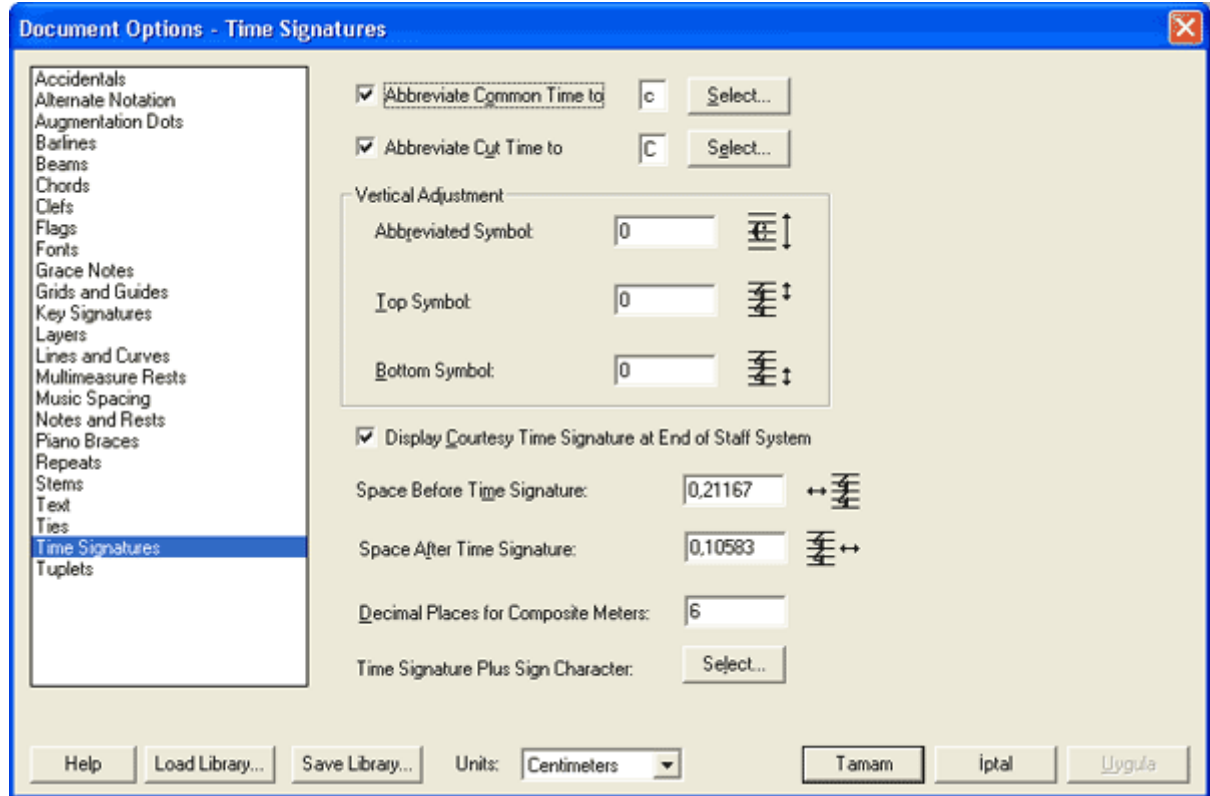 Document Options - Time Signatures
Accidentals
Alternate Notation
Augmentation Dots
Barlines
Beams
Chords
Clefs
Flags
Fonts
Grace Notes
Grids and Guides
Key Signatures
Layers
Lines and Curves
Multimeasure Rests
Music Spacing
Notes and Rests
Piano Braces
Repeats
Stems
Text
Ties
Time Signatures
Tuplets
Abbreviate Common Time to c Select...
Abbreviate Cut Time to C Select...
Vertical Adjustment
Abbreviated Symbol: 0
Top Symbol: 0
Bottom Symbol: 0
Display Courtesy Time Signature at End of Staff System
Space Before Time Signature: 0,21167
Space After Time Signature: 0,10583
Decimal Places for Composite Meters: 6
Time Signature Plus Sign Character: Select...
Help Load Library... Save Library... Units: Centimeters Tamam İptal Uygula